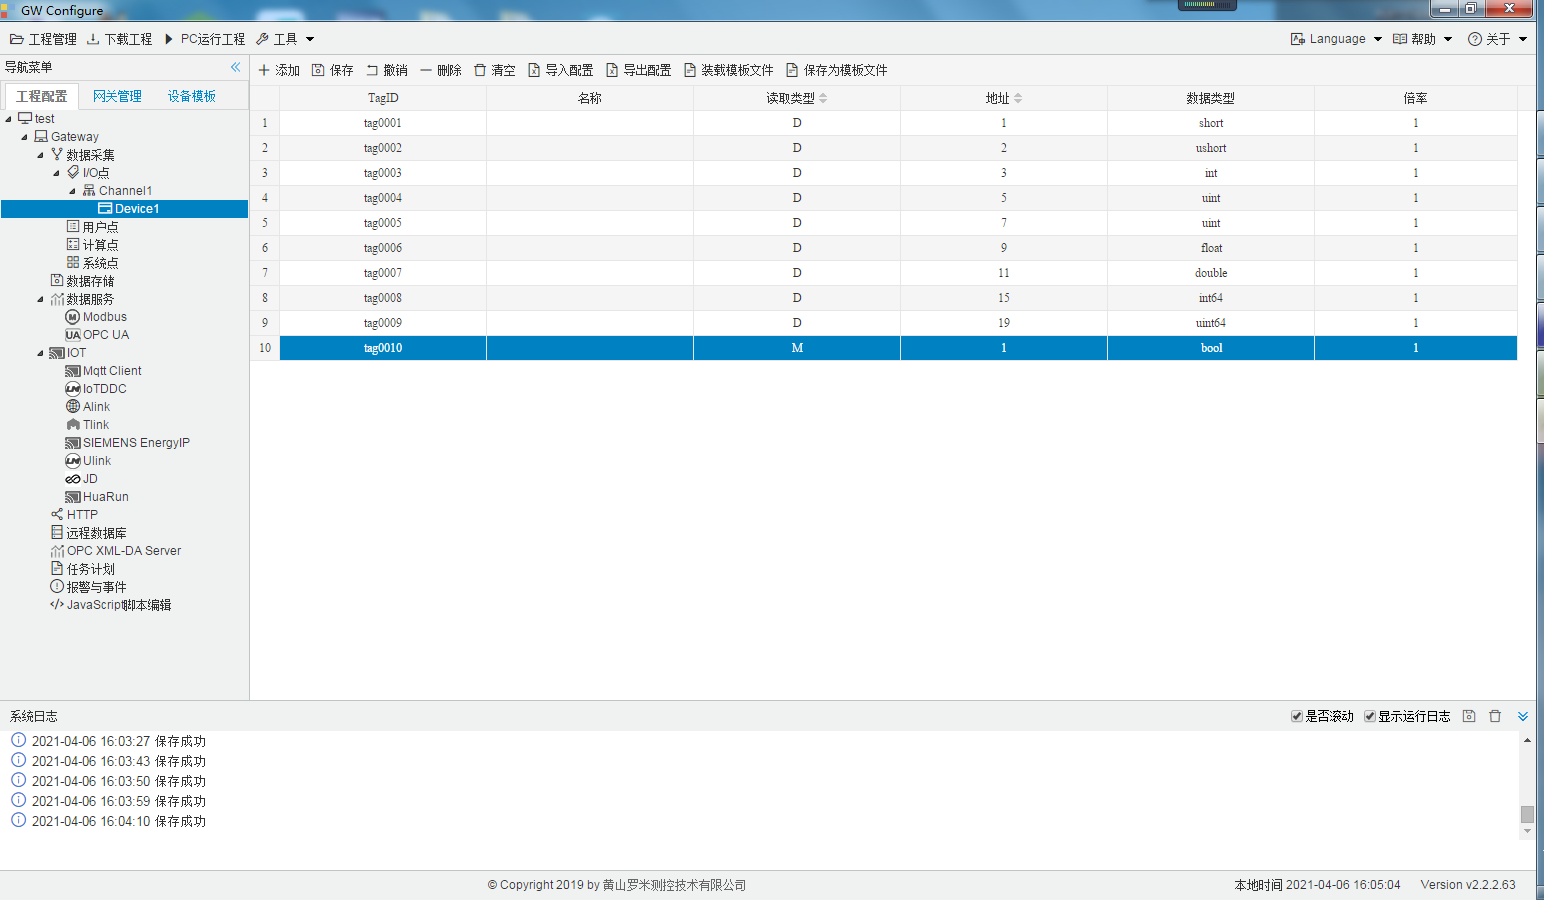 GW Configure
工程管理 下载工程 PC运行工程 工具 Language 帮助 关于
导航菜单
添加 保存 撤销 删除 清空 导入配置 导出配置 装载模板文件 保存为模板文件
工程配置 网关管理 设备模板
test
Gateway
数据采集
I/O点
Channel1
Device1
用户点
计算点
系统点
数据存储
数据服务
Modbus
UA OPC UA
IOT
Mqtt Client
IoTDDC
Alink
Tlink
SIEMENS EnergyIP
Ulink
JD
HuaRun
HTTP
远程数据库
OPC XML-DA Server
任务计划
报警与事件
JavaScript脚本编辑
TagID 名称 读取类型 地址 数据类型 倍率
1 tag0001 D 1 short 1
2 tag0002 D 2 ushort 1
3 tag0003 D 3 int 1
4 tag0004 D 5 uint 1
5 tag0005 D 7 uint 1
6 tag0006 D 9 float 1
7 tag0007 D 11 double 1
8 tag0008 D 15 int64 1
9 tag0009 D 19 uint64 1
10 tag0010 M 1 bool 1
系统日志 是否滚动 显示运行日志
2021-04-06 16:03:27 保存成功
2021-04-06 16:03:43 保存成功
2021-04-06 16:03:50 保存成功
2021-04-06 16:03:59 保存成功
2021-04-06 16:04:10 保存成功
© Copyright 2019 by 黄山罗米测控技术有限公司 本地时间 2021-04-06 16:05:04 Version v2.2.2.63